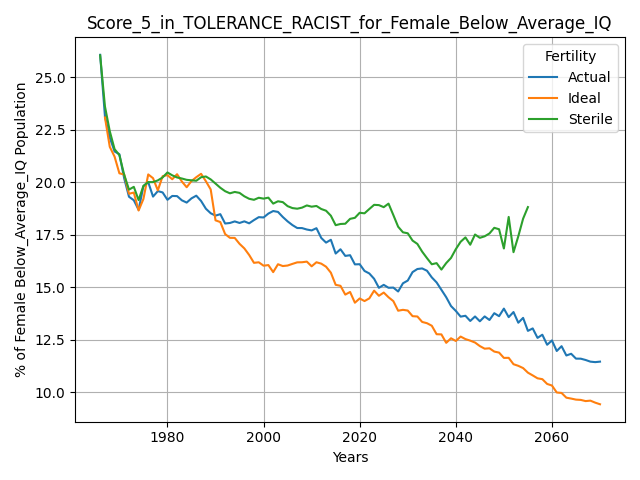 Score_5_in_TOLERANCE_RACIST_for_Female_Below_Average_IQ
Fertility
Actual
Ideal
Sterile
% of Female Below_Average_IQ Population
25.0
22.5
20.0
17.5
15.0
12.5
10.0
1980
2000
2020
2040
2060
Years